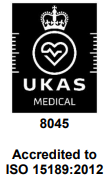 UKAS
MEDICAL
8045
Accredited to
ISO 15189:2012